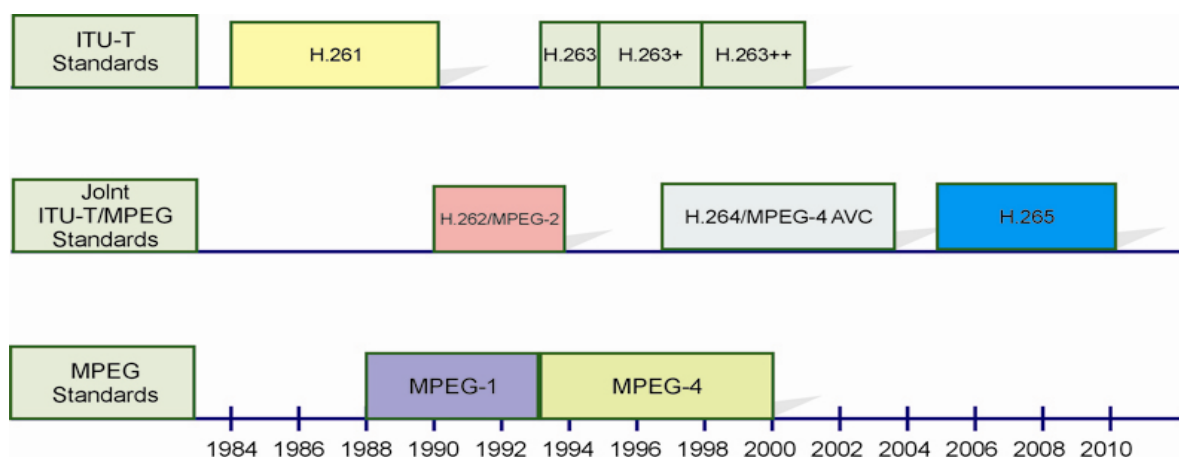 ITU-T
Standards
H.261
H.263
H.263+
H.263++
Joint
ITU-T/MPEG
Standards
H.262/MPEG-2
H.264/MPEG-4 AVC
H.265
MPEG
Standards
MPEG-1
MPEG-4
1984 1986 1988 1990 1992 1994 1996 1998 2000 2002 2004 2006 2008 2010